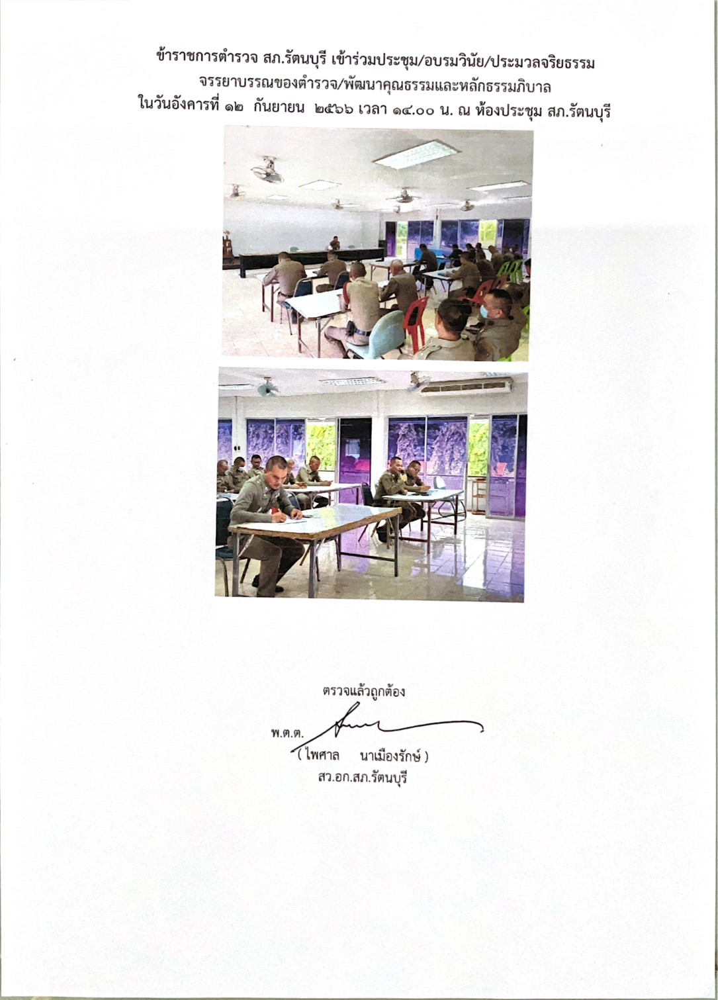 ข้าราชการตำรวจ สภ.รัตนบุรี เข้าร่วมประชุม/อบรมวินัย/ประมวลจริยธรรม
จรรยาบรรณของตำรวจ/พัฒนาคุณธรรมและหลักธรรมภิบาล
ในวันอังคารที่ ๑๒ กันยายน ๒๕๖๖ เวลา ๑๔.๐๐ น. ณ ห้องประชุม สภ.รัตนบุรี
ตรวจแล้วถูกต้อง
พ.ต.ต.
( ไพศาล นาเมืองรักษ์ )
สว.อก.สภ.รัตนบุรี